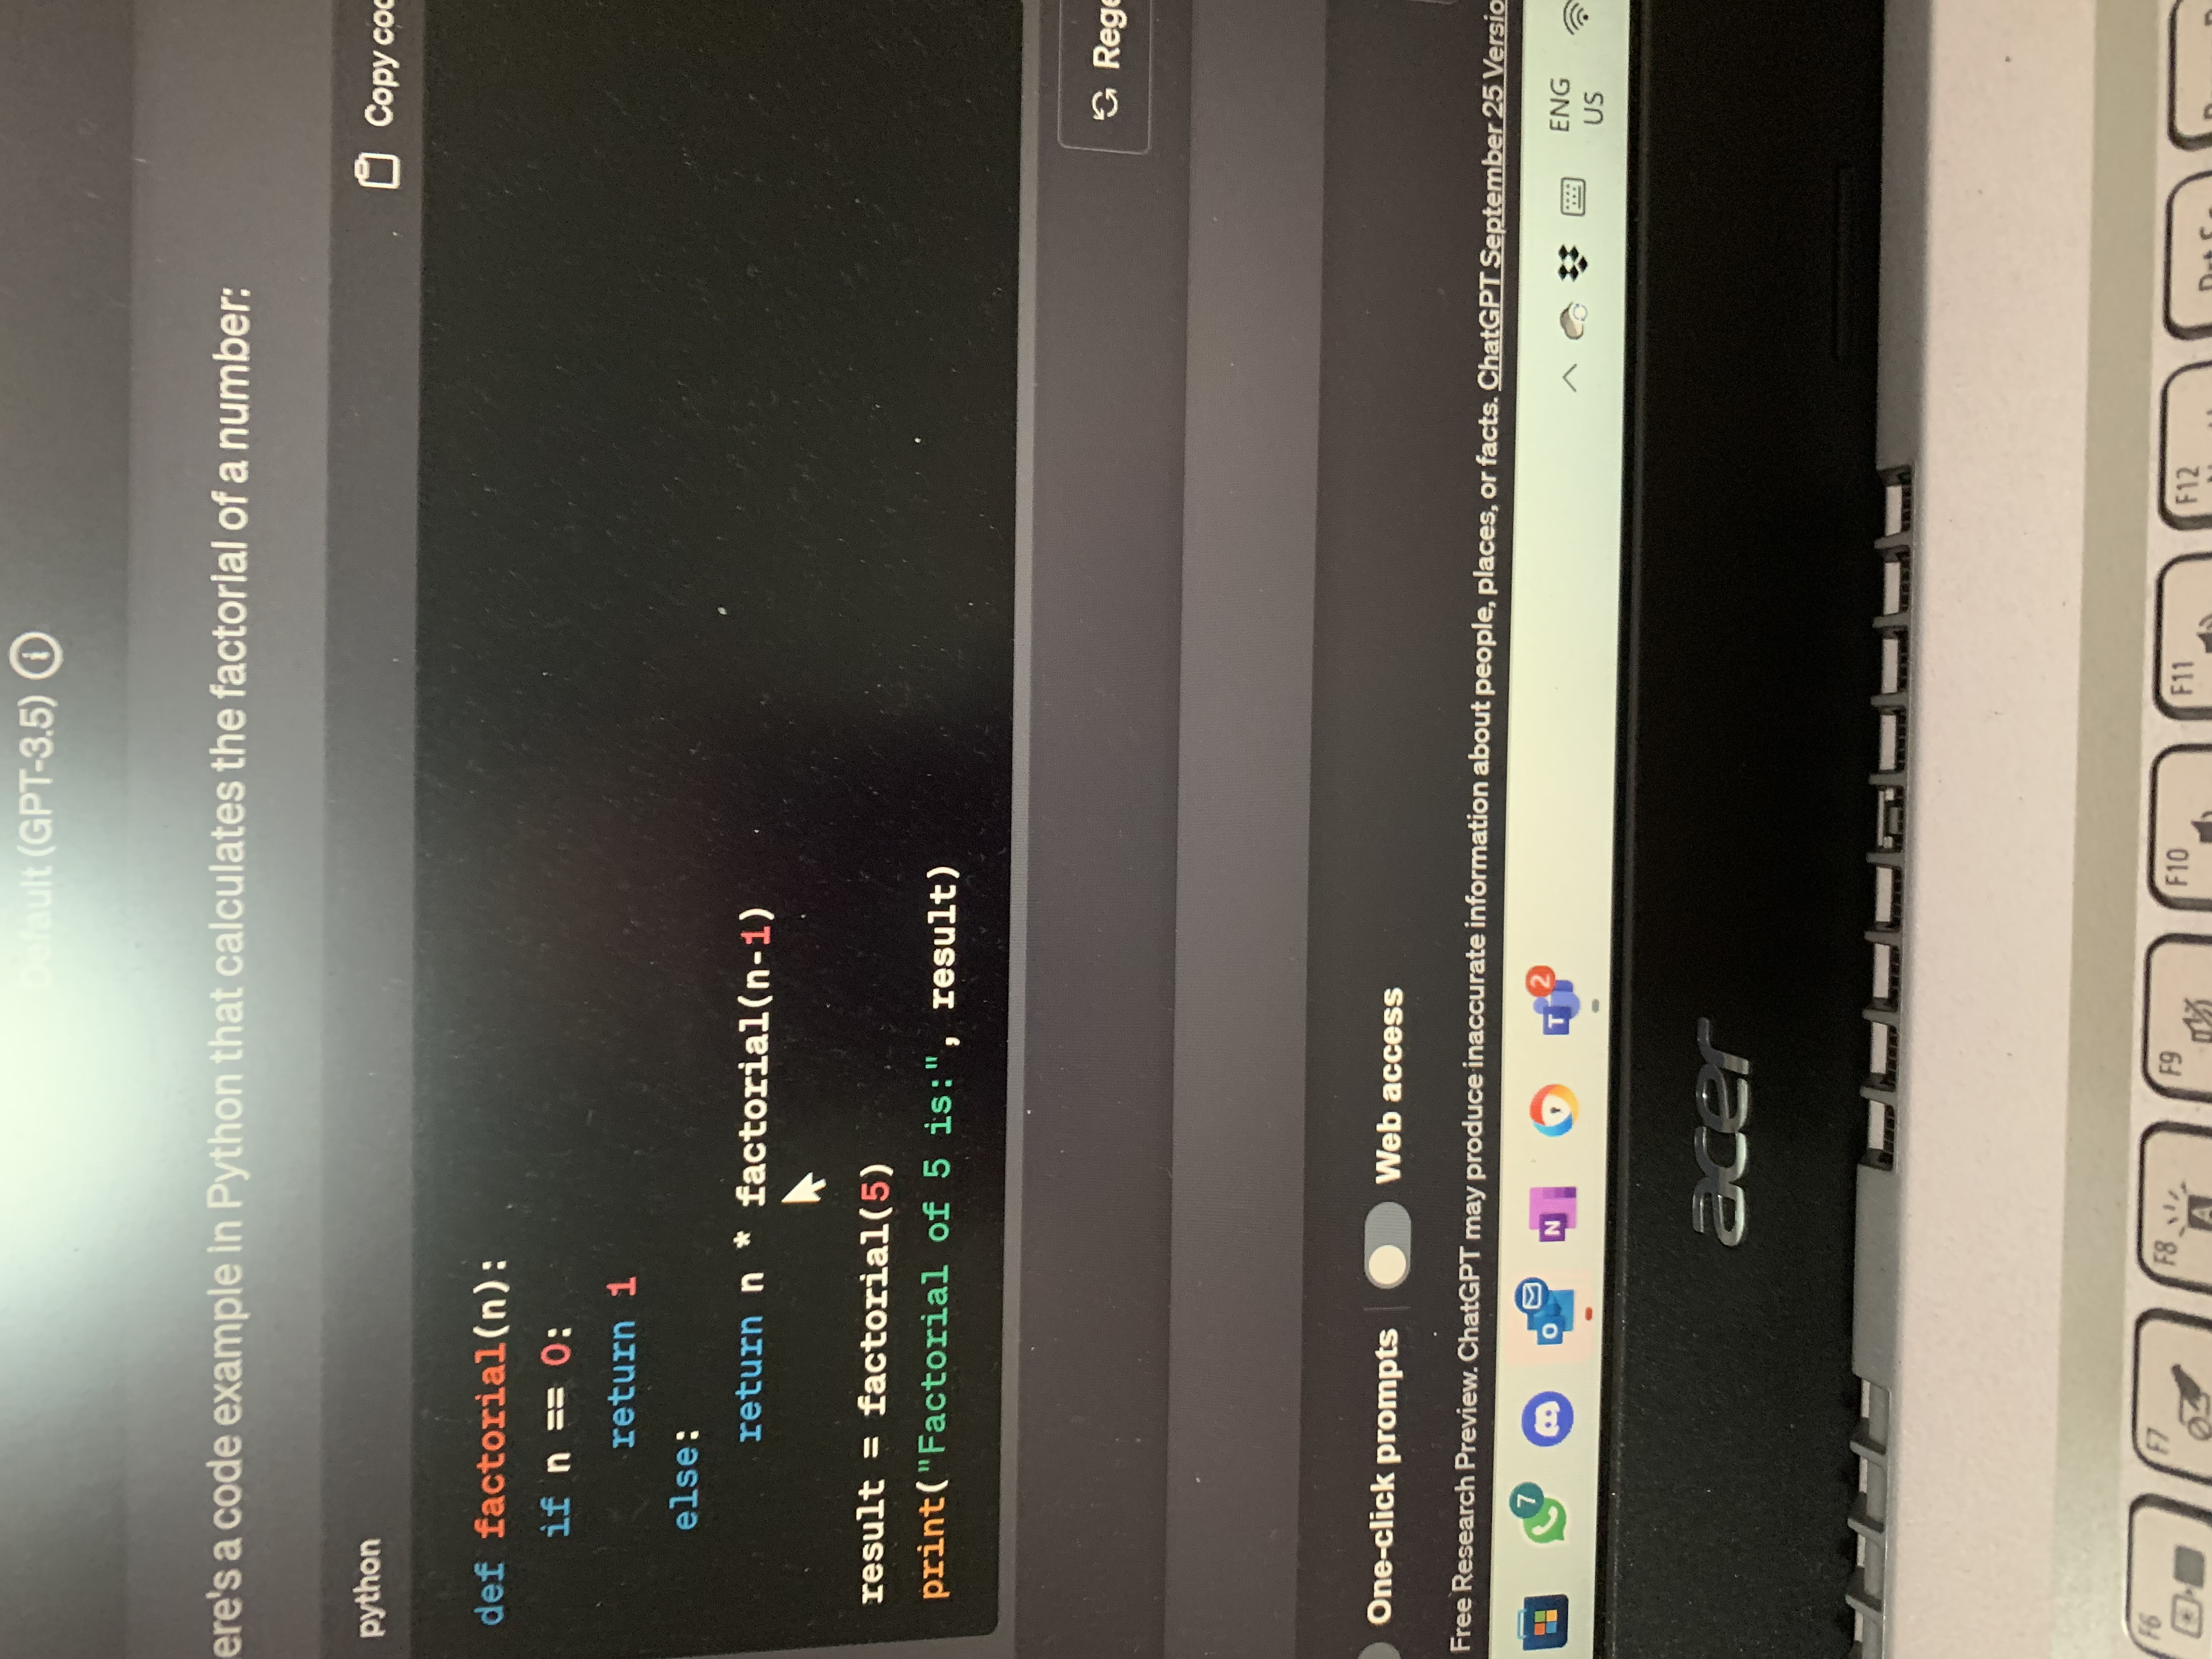 Default (GPT-3.5)
ere's a code example in Python that calculates the factorial of a number:
python
Copy coc
def factorial(n):
    if n == 0:
        return 1
    else:
        return n * factorial(n-1)
result = factorial(5)
print("Factorial of 5 is:", result)
Rege
One-click prompts
Web access
Free Research Preview. ChatGPT may produce inaccurate information about people, places, or facts. ChatGPT September 25 Versio
7
O
N
T
2
ENG
US
acer
F6
F7
F8
A
F9
F10
F11
F12